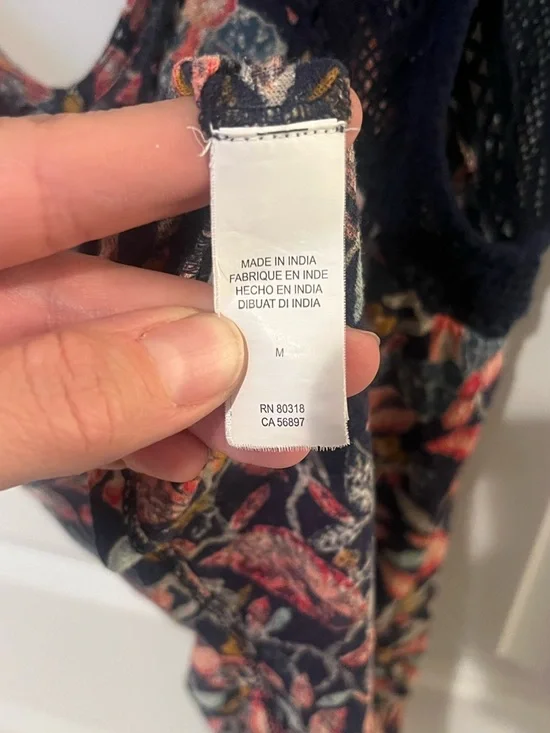 MADE IN INDIA
FABRIQUE EN INDE
HECHO EN INDIA
DIBUAT DI INDIA
M
RN 80318
CA 56897